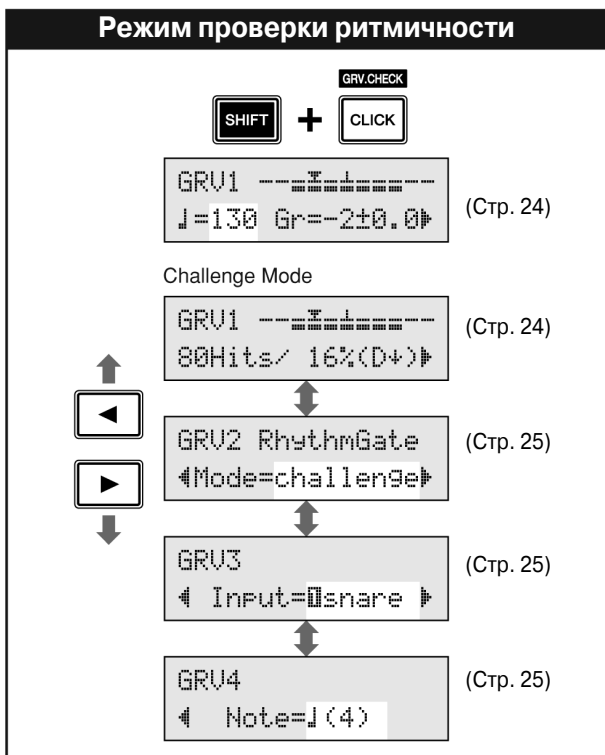 Режим проверки ритмичности
GRV.CHECK
SHIFT + CLICK
GRV1
♩=130 Gr=-2±0.0▶
(Стр. 24)
Challenge Mode
GRV1
80Hits/ 16%(D↓)▶
(Стр. 24)
GRV2 RhythmGate
◀Mode=challenge▶
(Стр. 25)
GRV3
◀ Input=snare ▶
(Стр. 25)
GRV4
◀ Note=♩(4)
(Стр. 25)